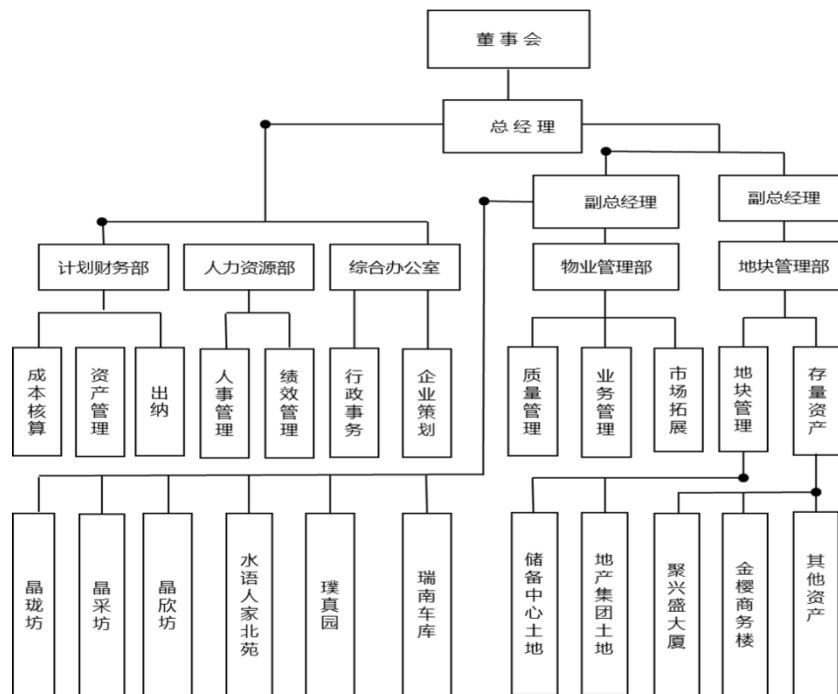 董事会
总经理
副总经理
副总经理
计划财务部
人力资源部
综合办公室
物业管理部
地块管理部
成本核算
资产管理
出纳
人事管理
绩效管理
行政事务
企业策划
质量管理
业务管理
市场拓展
地块管理
存量资产
晶珑坊
晶采坊
晶欣坊
水语人家北苑
璞真园
瑞南车库
储备中心土地
地产集团土地
聚兴盛大厦
金樱商务楼
其他资产